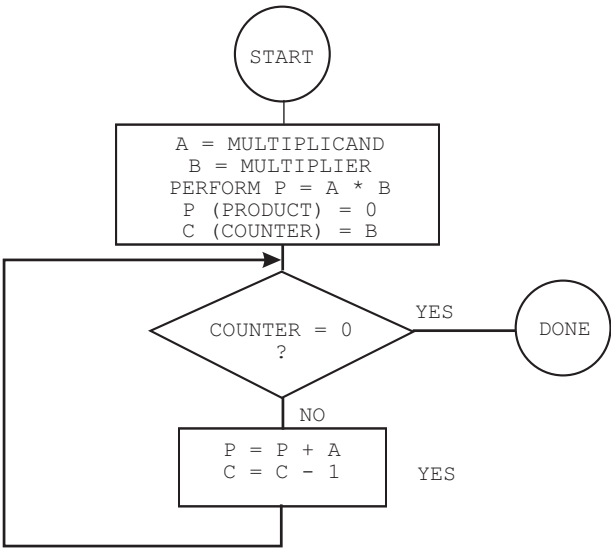 START
A = MULTIPLICAND
B = MULTIPLIER
PERFORM P = A * B
P (PRODUCT) = 0
C (COUNTER) = B
COUNTER = 0
?
YES
DONE
NO
P = P + A
C = C - 1
YES